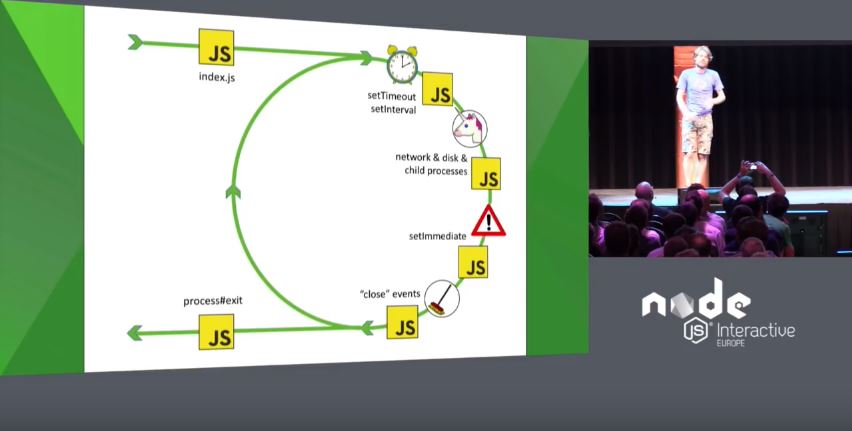 JS
index.js
setTimeout
setInterval
JS
network & disk &
child processes
JS
setImmediate
!
JS
"close" events
JS
process#exit
JS
node
JS® Interactive
EUROPE